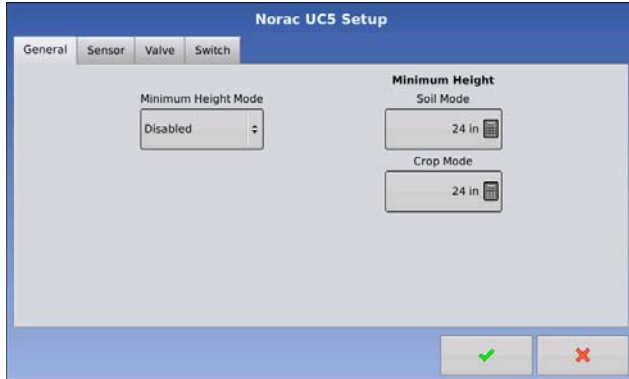 Norac UC5 Setup
General Sensor Valve Switch
Minimum Height
Minimum Height Mode Soil Mode
Disabled 24 in
Crop Mode
24 in